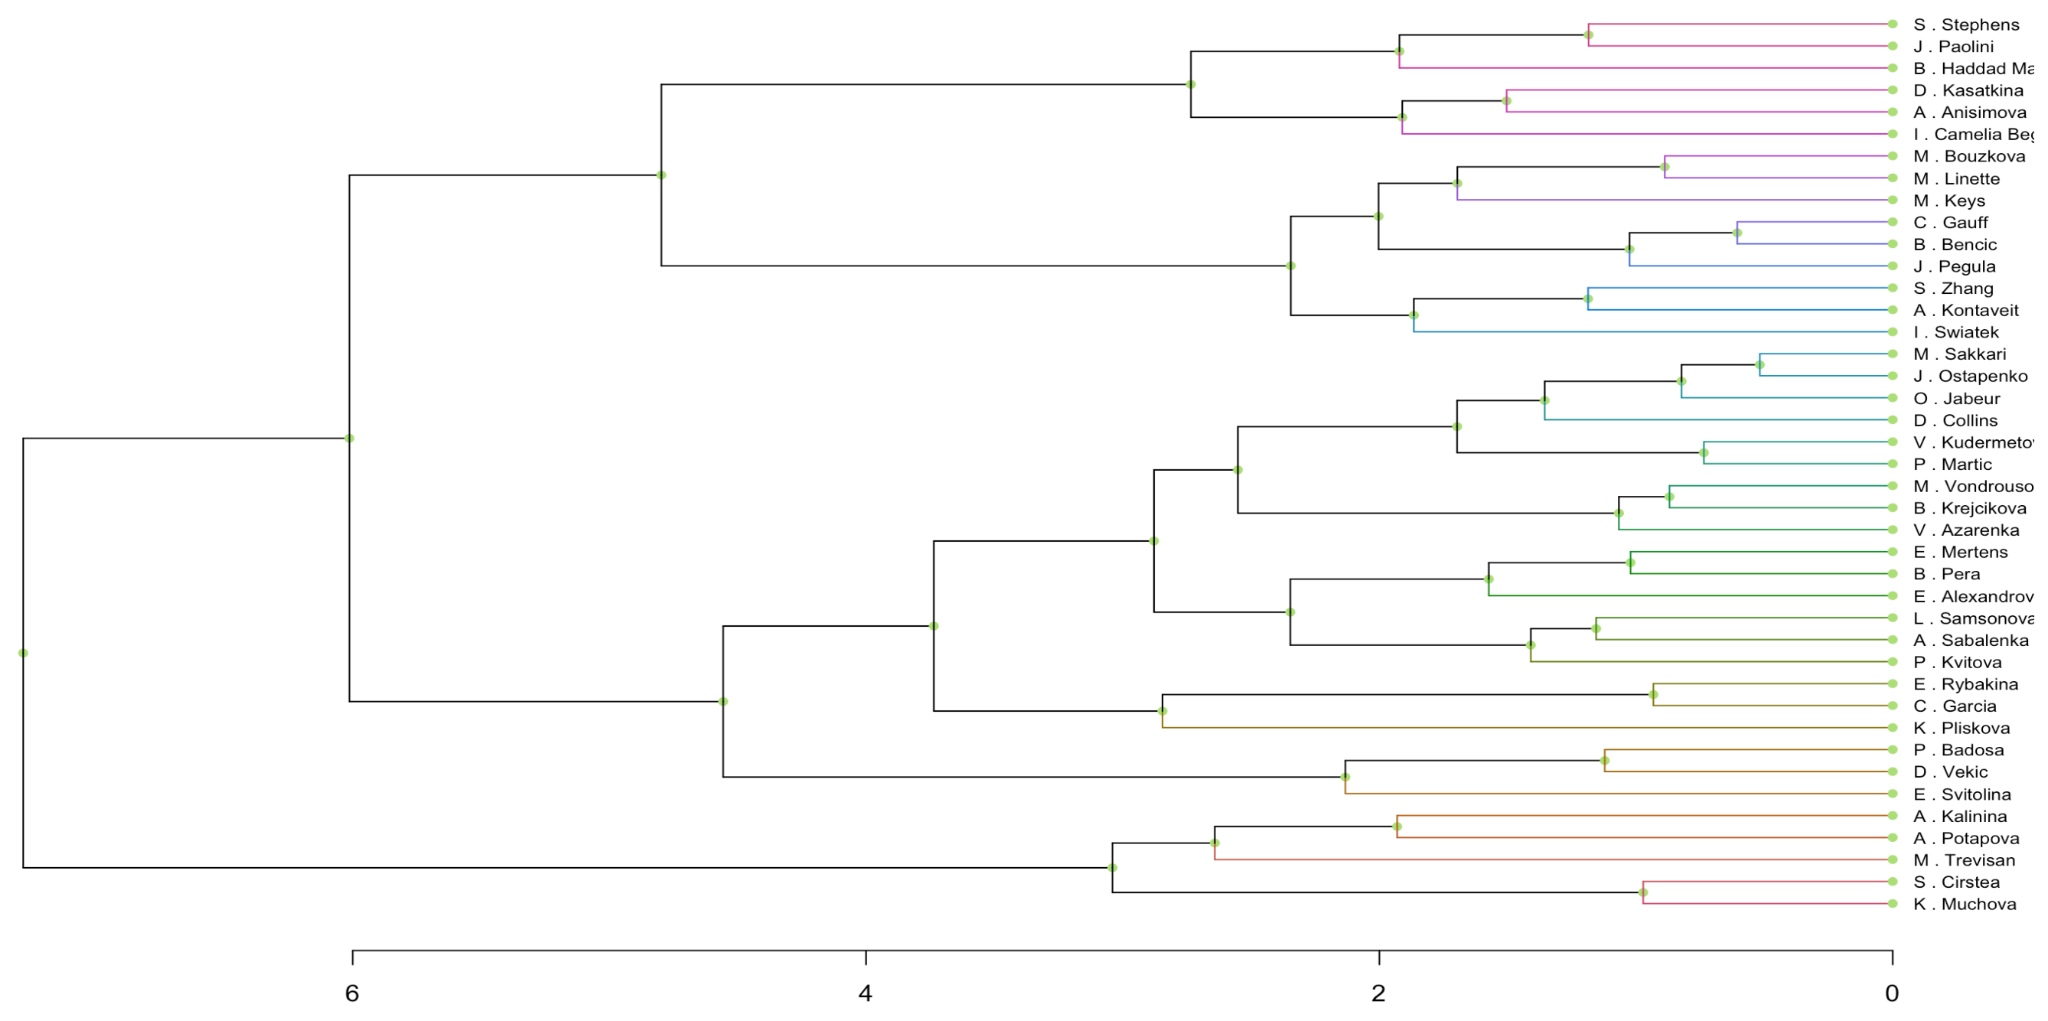 S . Stephens
J . Paolini
B . Haddad Ma
D . Kasatkina
A . Anisimova
I . Camelia Beg
M . Bouzkova
M . Linette
M . Keys
C . Gauff
B . Bencic
J . Pegula
S . Zhang
A . Kontaveit
I . Swiatek
M . Sakkari
J . Ostapenko
O . Jabeur
D . Collins
V . Kudermetov
P . Martic
M . Vondrouso
B . Krejcikova
V . Azarenka
E . Mertens
B . Pera
E . Alexandrov
L . Samsonova
A . Sabalenka
P . Kvitova
E . Rybakina
C . Garcia
K . Pliskova
P . Badosa
D . Vekic
E . Svitolina
A . Kalinina
A . Potapova
M . Trevisan
S . Cirstea
K . Muchova
6 4 2 0